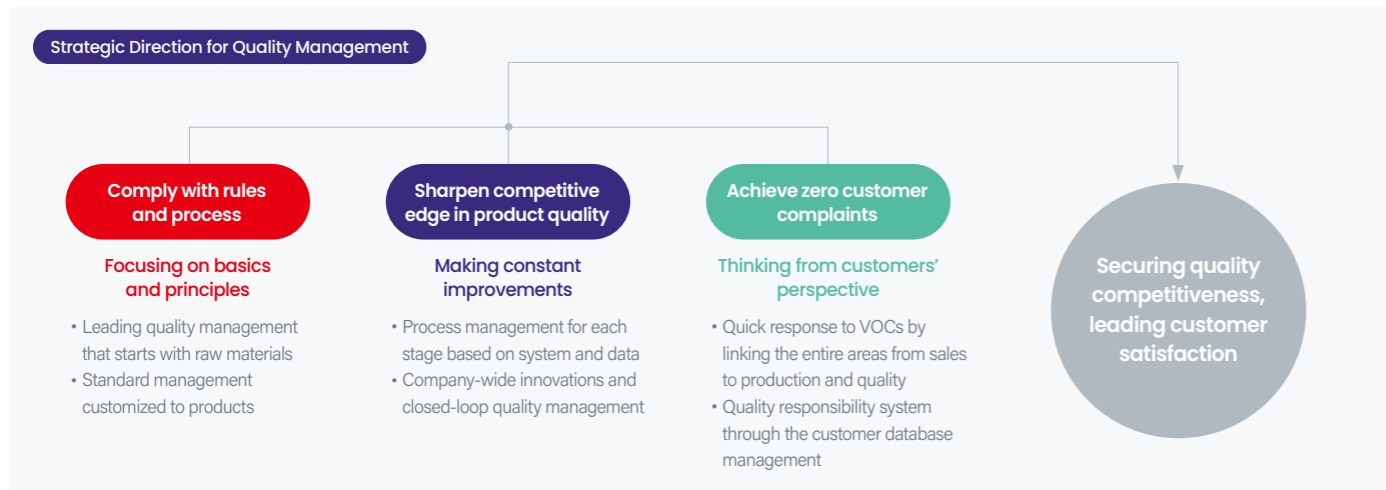 Strategic Direction for Quality Management
Comply with rules
and process
Focusing on basics
and principles
• Leading quality management
that starts with raw materials
• Standard management
customized to products
Sharpen competitive
edge in product quality
Making constant
improvements
• Process management for each
stage based on system and data
• Company-wide innovations and
closed-loop quality management
Achieve zero customer
complaints
Thinking from customers’
perspective
• Quick response to VOCs by
linking the entire areas from sales
to production and quality
• Quality responsibility system
through the customer database
management
Securing quality
competitiveness,
leading customer
satisfaction